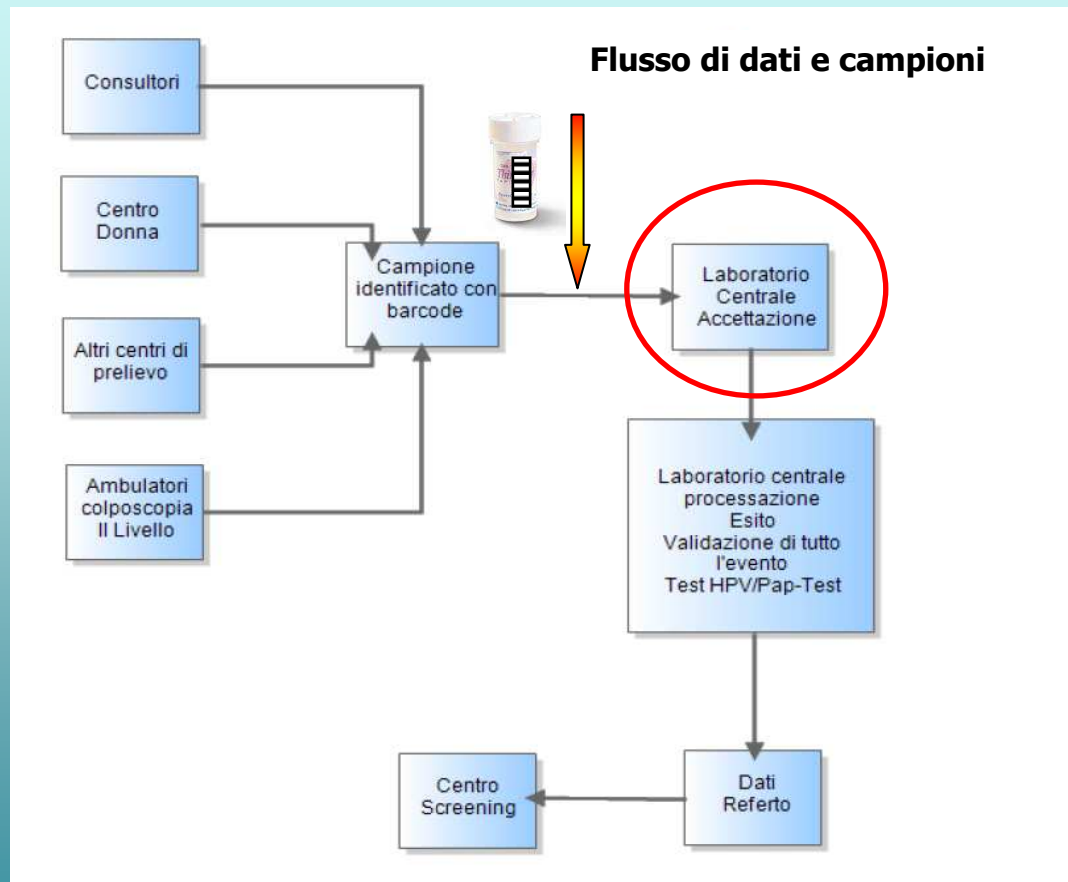 Flusso di dati e campioni
Consultori
Centro
Donna
Altri centri di
prelievo
Ambulatori
colposcopia
II Livello
Campione
identificato con
barcode
Laboratorio
Centrale
Accettazione
Laboratorio centrale
processazione
Esito
Validazione di tutto
l'evento
Test HPV/Pap-Test
Dati
Referto
Centro
Screening